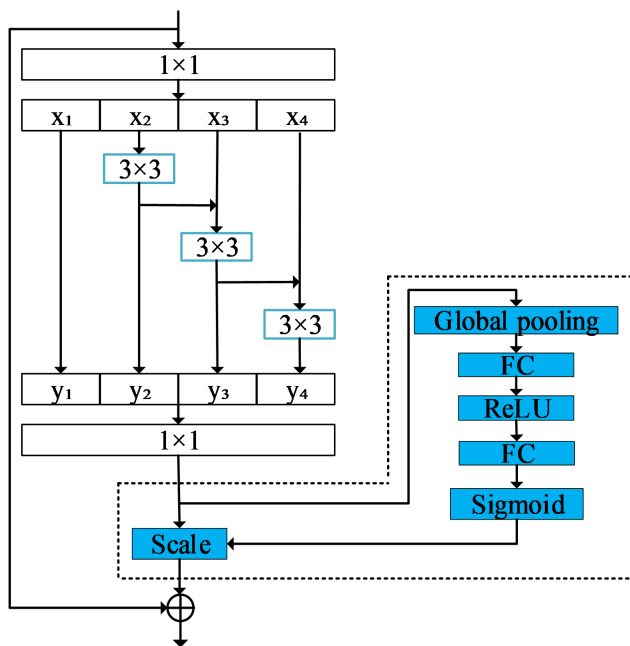 1×1
x₁ x₂ x₃ x₄
3×3
3×3
3×3
y₁ y₂ y₃ y₄
1×1
Global pooling
FC
ReLU
FC
Sigmoid
Scale